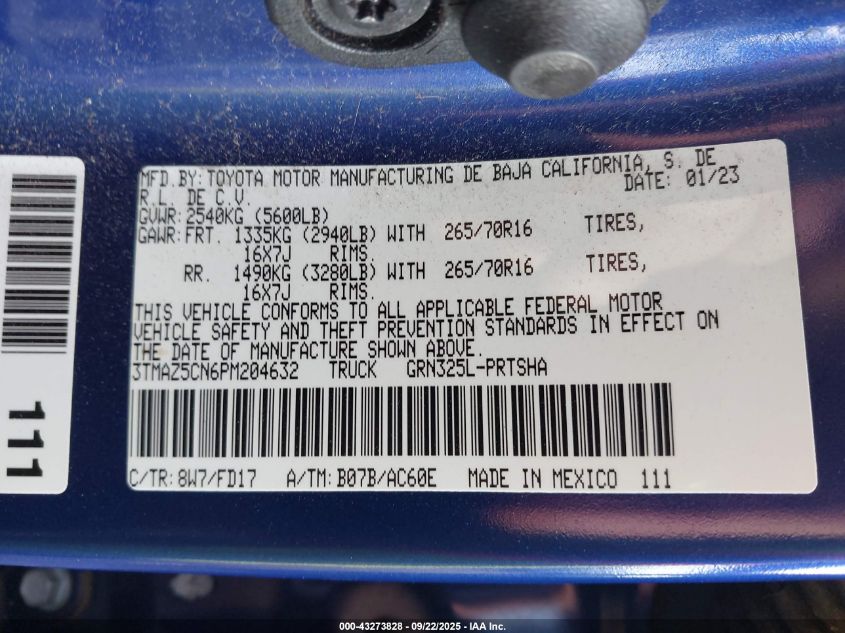 MFD.BY:TOYOTA MOTOR MANUFACTURING DE BAJA CALIFORNIA, S. DE
R.L. DE C.V. DATE: 01/23
GVWR:2540KG (5600LB)
GAWR:FRT. 1335KG (2940LB) WITH 265/70R16 TIRES,
16X7J RIMS.
RR. 1490KG (3280LB) WITH 265/70R16 TIRES,
16X7J RIMS.
THIS VEHICLE CONFORMS TO ALL APPLICABLE FEDERAL MOTOR
VEHICLE SAFETY AND THEFT PREVENTION STANDARDS IN EFFECT ON
THE DATE OF MANUFACTURE SHOWN ABOVE.
3TMAZ5CN6PM204632 TRUCK GRN325L-PRTSHA
C/TR:8W7/FD17 A/TM:B07B/AC60E MADE IN MEXICO 111
111
000-43273828 - 09/22/2025 - IAA Inc.